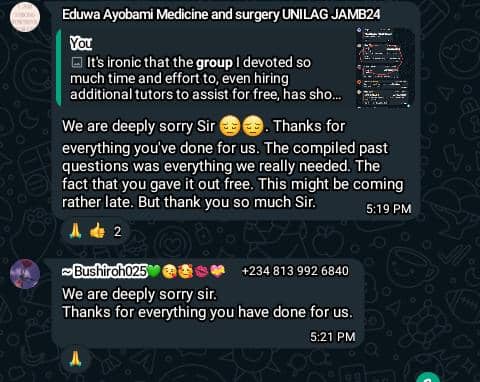 Eduwa Ayobami Medicine and surgery UNILAG JAMB24
You
It's ironic that the group I devoted so
much time and effort to, even hiring
additional tutors to assist for free, has sho...
We are deeply sorry Sir 😔😔. Thanks for
everything you've done for us. The compiled past
questions was everything we really needed. The
fact that you gave it out free. This might be coming
rather late. But thank you so much Sir.
5:19 PM
🙏 👍 2
~Bushiroh025💚😘🥰💋💝 +234 813 992 6840
We are deeply sorry sir.
Thanks for everything you have done for us.
5:21 PM
🙏